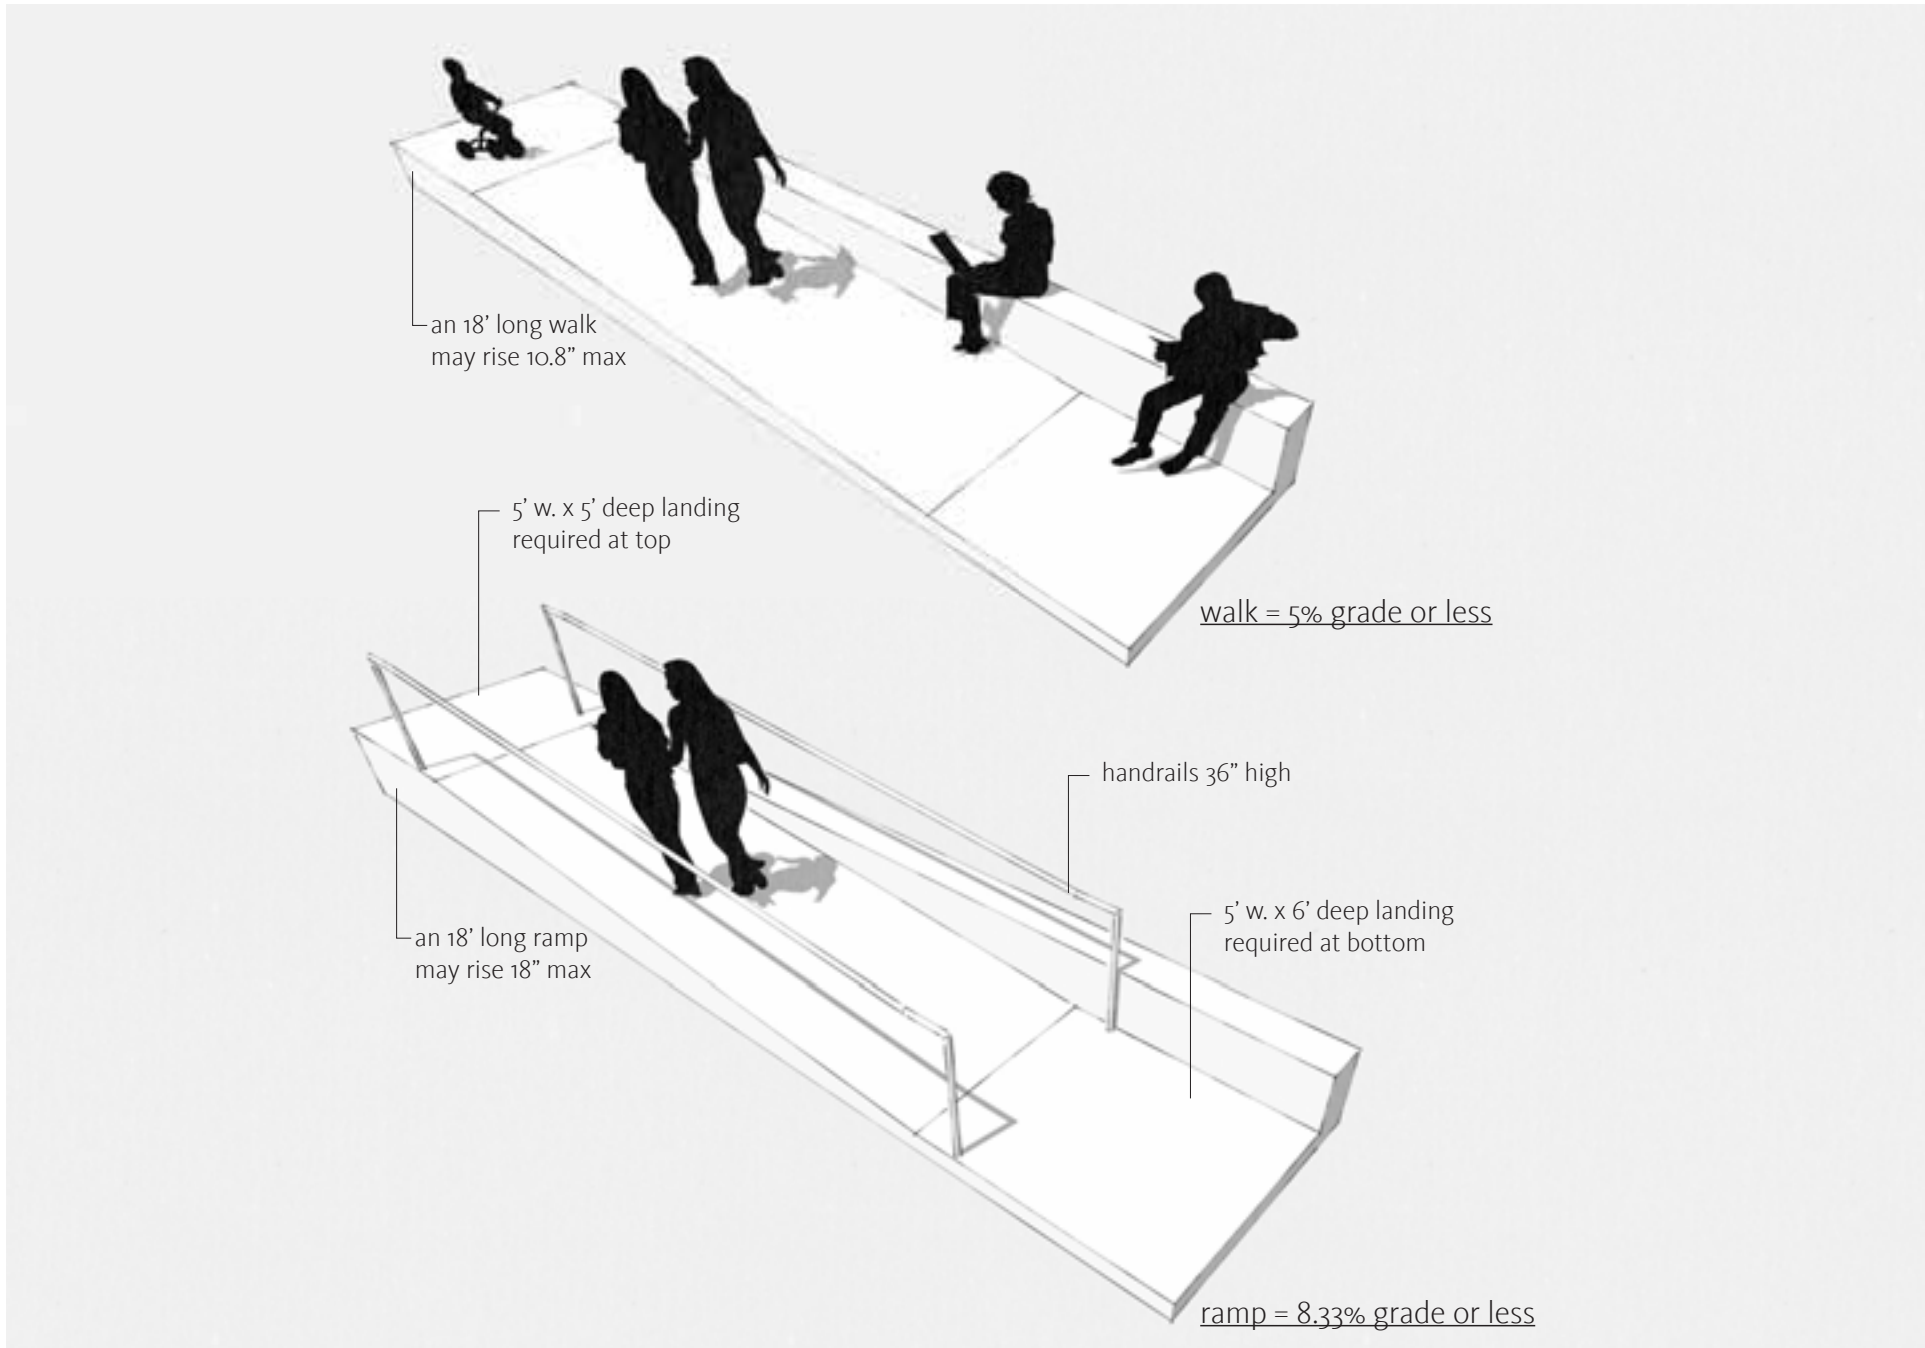 an 18’ long walk
may rise 10.8” max
5’ w. x 5’ deep landing
required at top
walk = 5% grade or less
handrails 36” high
5’ w. x 6’ deep landing
required at bottom
an 18’ long ramp
may rise 18” max
ramp = 8.33% grade or less